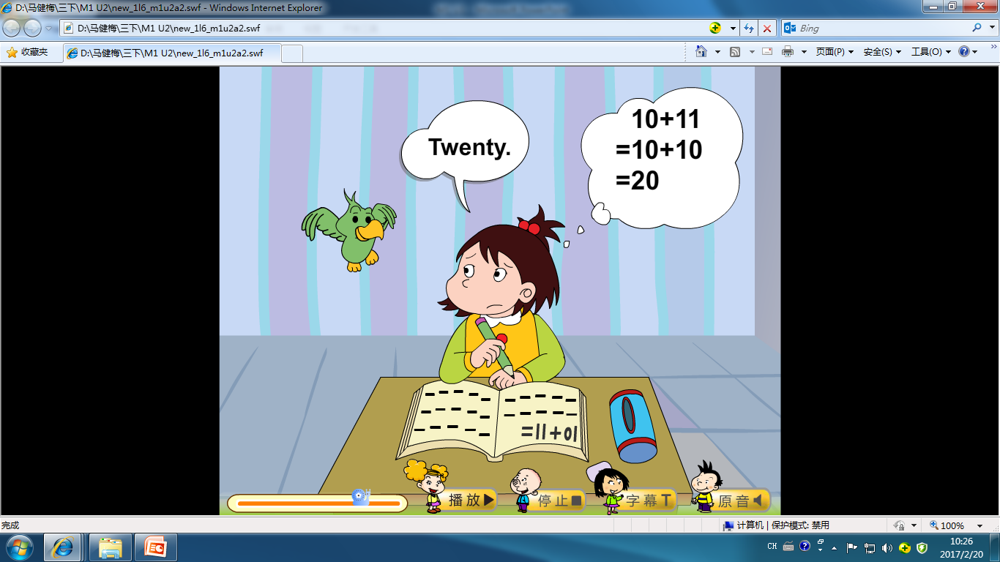 D:\马健梅\三下\M1 U2\new_1l6_m1u2a2.swf - Windows Internet Explorer
D:\马健梅\三下\M1 U2\new_1l6_m1u2a2.swf
Bing
收藏夹
D:\马健梅\三下\M1 U2\new_1l6_m1u2a2.swf
页面(P)
安全(S)
工具(O)
10+11
=10+10
=20
Twenty.
10+11=
播放
停止
字幕T
原音
完成
计算机 | 保护模式: 禁用
100%
CH
10:26
2017/2/20